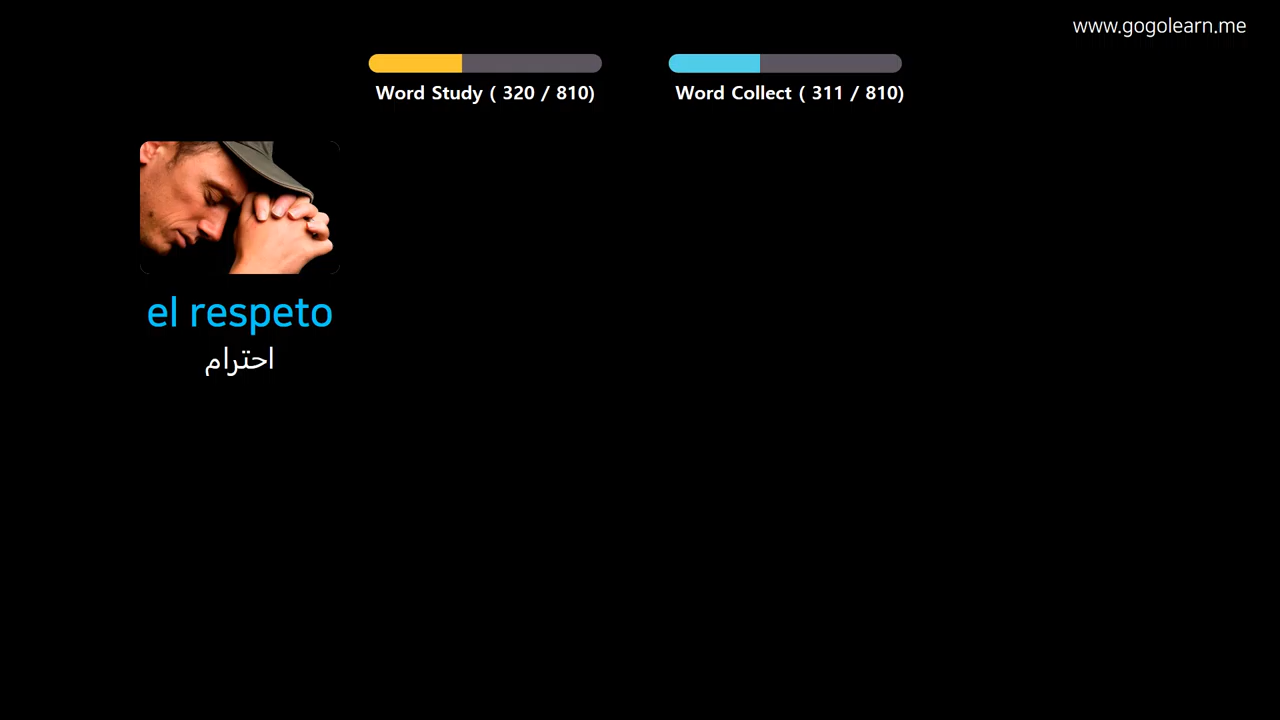 www.gogolearn.me
Word Study ( 320 / 810)
Word Collect ( 311 / 810)
el respeto
احترام